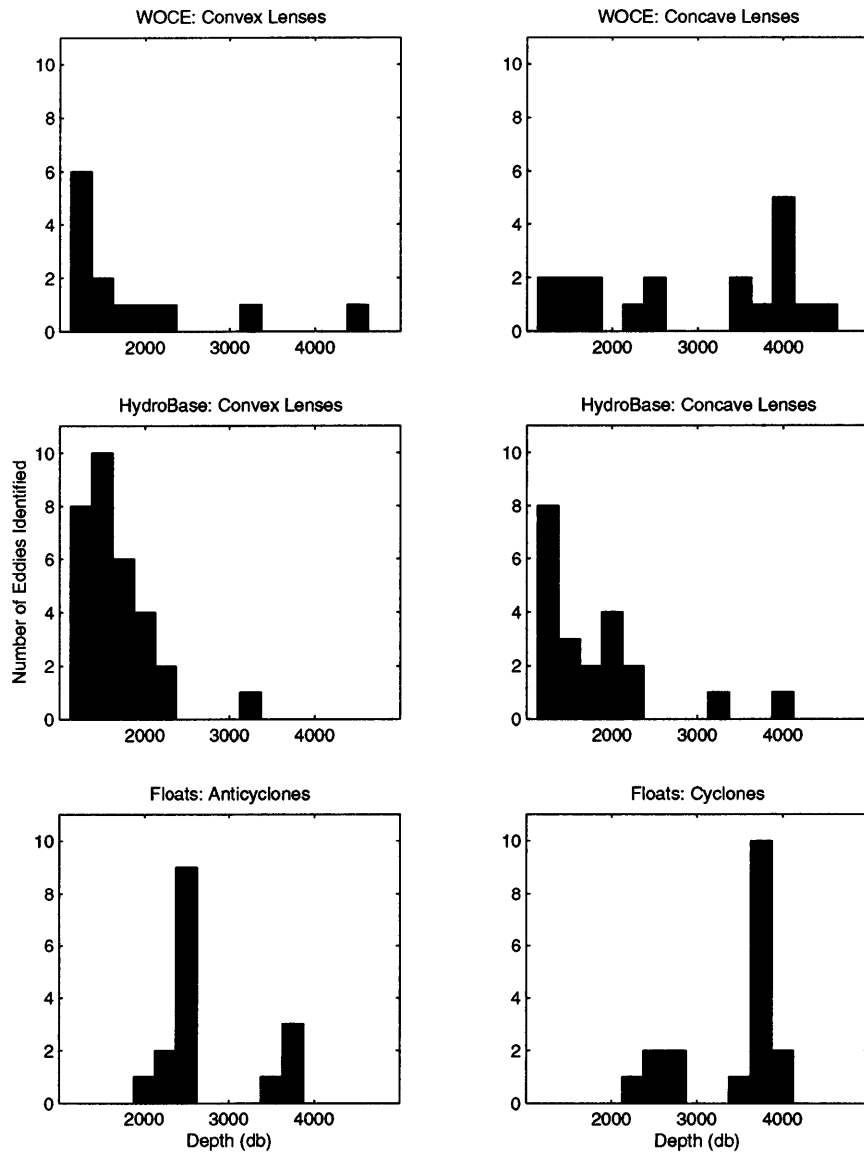 WOCE: Convex Lenses
10
8
6
4
2
0
2000 3000 4000
WOCE: Concave Lenses
10
8
6
4
2
0
2000 3000 4000
Number of Eddies Identified
HydroBase: Convex Lenses
10
8
6
4
2
0
2000 3000 4000
HydroBase: Concave Lenses
10
8
6
4
2
0
2000 3000 4000
Floats: Anticyclones
10
8
6
4
2
0
2000 3000 4000
Depth (db)
Floats: Cyclones
10
8
6
4
2
0
2000 3000 4000
Depth (db)